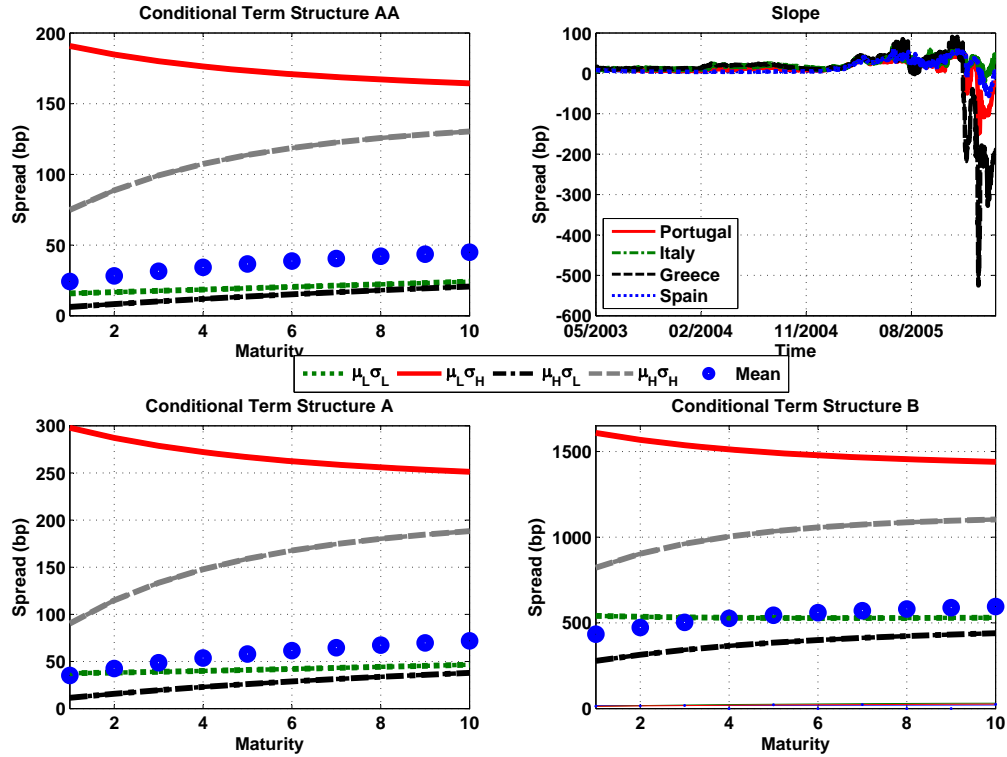 Conditional Term Structure AA
Spread (bp)
200
150
100
50
0
2
4
6
8
10
Maturity
Slope
Spread (bp)
100
0
-100
-200
-300
-400
-500
-600
Portugal
Italy
Greece
Spain
05/2003
02/2004
11/2004
08/2005
Time
μLσL
μLσH
μHσL
μHσH
Mean
Conditional Term Structure A
Spread (bp)
300
250
200
150
100
50
0
2
4
6
8
10
Maturity
Conditional Term Structure B
Spread (bp)
1500
1000
500
0
2
4
6
8
10
Maturity